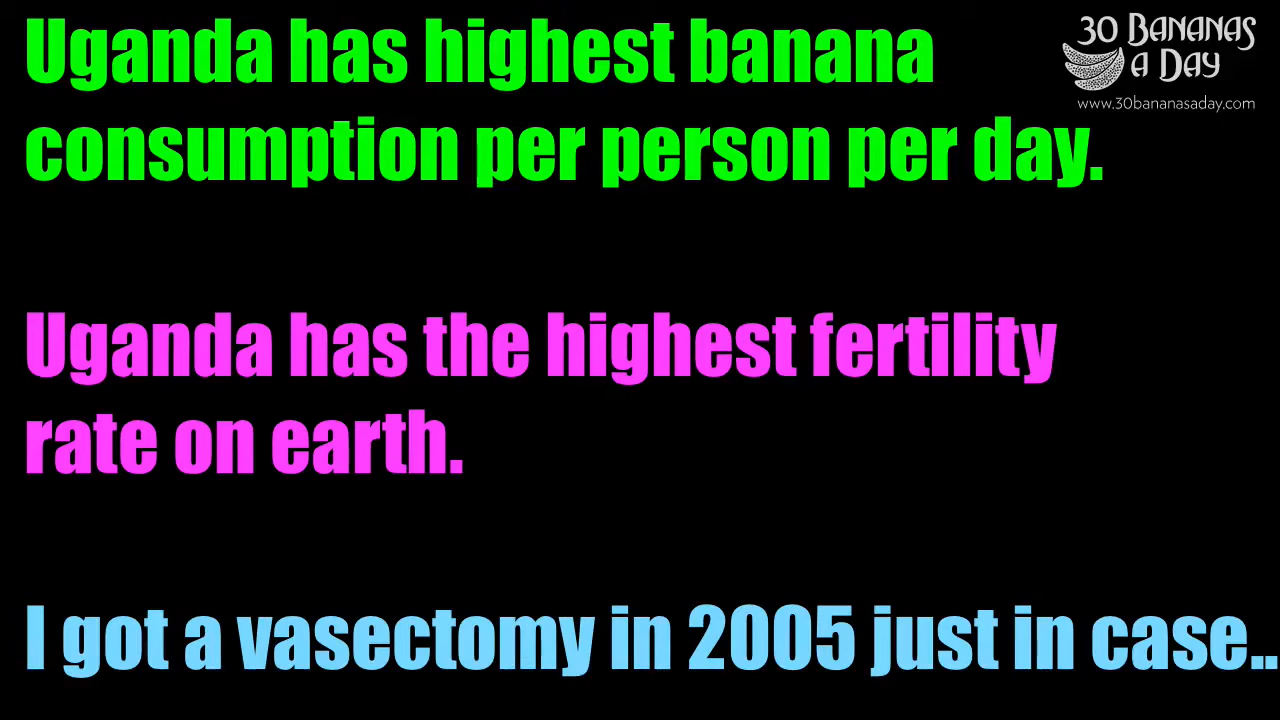 Uganda has highest banana
consumption per person per day.
Uganda has the highest fertility
rate on earth.
I got a vasectomy in 2005 just in case..
30 BANANAS
A DAY
www.30bananasaday.com